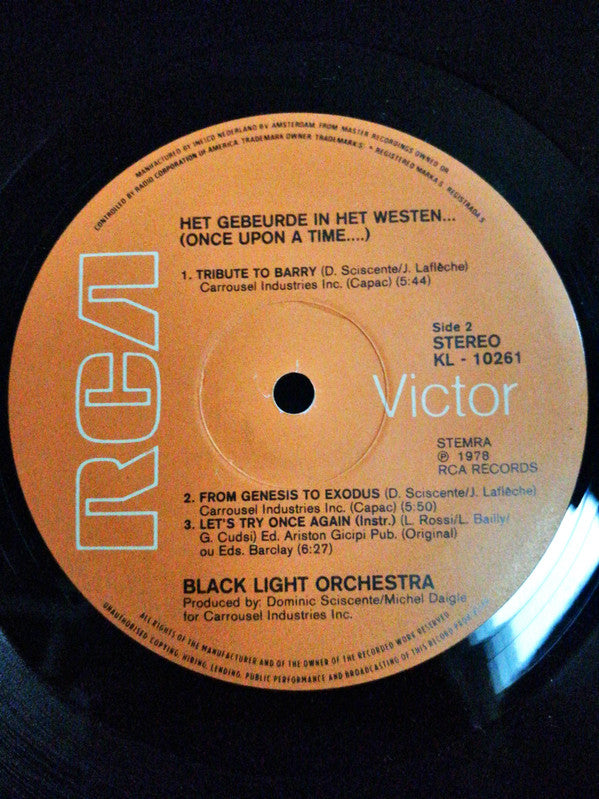 MANUFACTURED BY INELCO NEDERLAND BV. AMSTERDAM. FROM MASTER RECORDINGS OWNED OR
CONTROLLED BY RADIO CORPORATION OF AMERICA. TRADEMARK OWNER. TRADEMARK-S- • REGISTERED MARKA-S REGISTRADA-S
HET GEBEURDE IN HET WESTEN...
(ONCE UPON A TIME....)
1. TRIBUTE TO BARRY (D. Sciscente/J. Laflèche)
Carrousel Industries Inc. (Capac) (5:44)
RCA
Side 2
STEREO
KL - 10261
Victor
STEMRA
℗ 1978
RCA RECORDS
2. FROM GENESIS TO EXODUS (D. Sciscente/J. Laflèche)
Carrousel Industries Inc. (Capac) (5:50)
3. LET'S TRY ONCE AGAIN (Instr.) (L. Rossi/L. Bailly/
G. Cudsi) Ed. Ariston Gicipi Pub. (Original)
ou Eds. Barclay (6:27)
BLACK LIGHT ORCHESTRA
Produced by: Dominic Sciscente/Michel Daigle
for Carrousel Industries Inc.
ALL RIGHTS OF THE MANUFACTURER AND OF THE OWNER OF THE RECORDED WORK RESERVED
UNAUTHORISED COPYING, HIRING, LENDING, PUBLIC PERFORMANCE AND BROADCASTING OF THIS RECORD